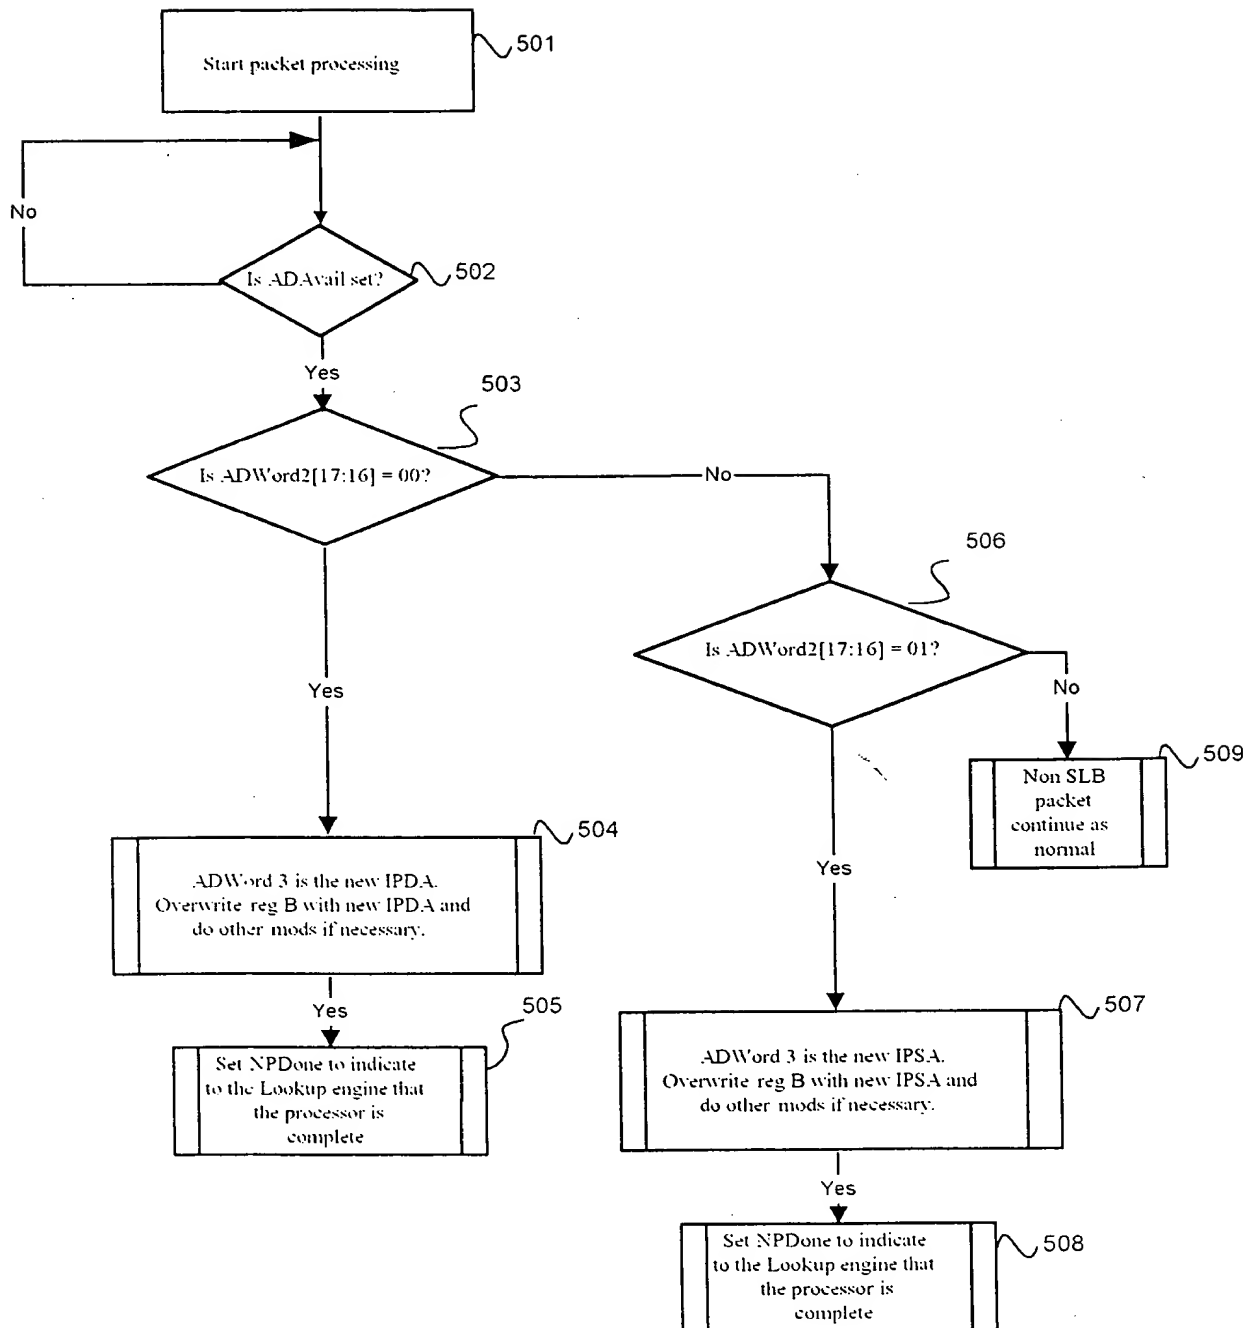 Start packet processing
501
No
Is ADAvail set?
502
Yes
503
Is ADWord2[17:16] = 00?
No
506
Is ADWord2[17:16] = 01?
Yes
No
509
Non SLB
packet
continue as
normal
504
ADWord 3 is the new IPDA.
Overwrite reg B with new IPDA and
do other mods if necessary.
Yes
Yes
505
Set NPDone to indicate
to the Lookup engine that
the processor is
complete
507
ADWord 3 is the new IPSA.
Overwrite reg B with new IPSA and
do other mods if necessary.
Yes
508
Set NPDone to indicate
to the Lookup engine that
the processor is
complete